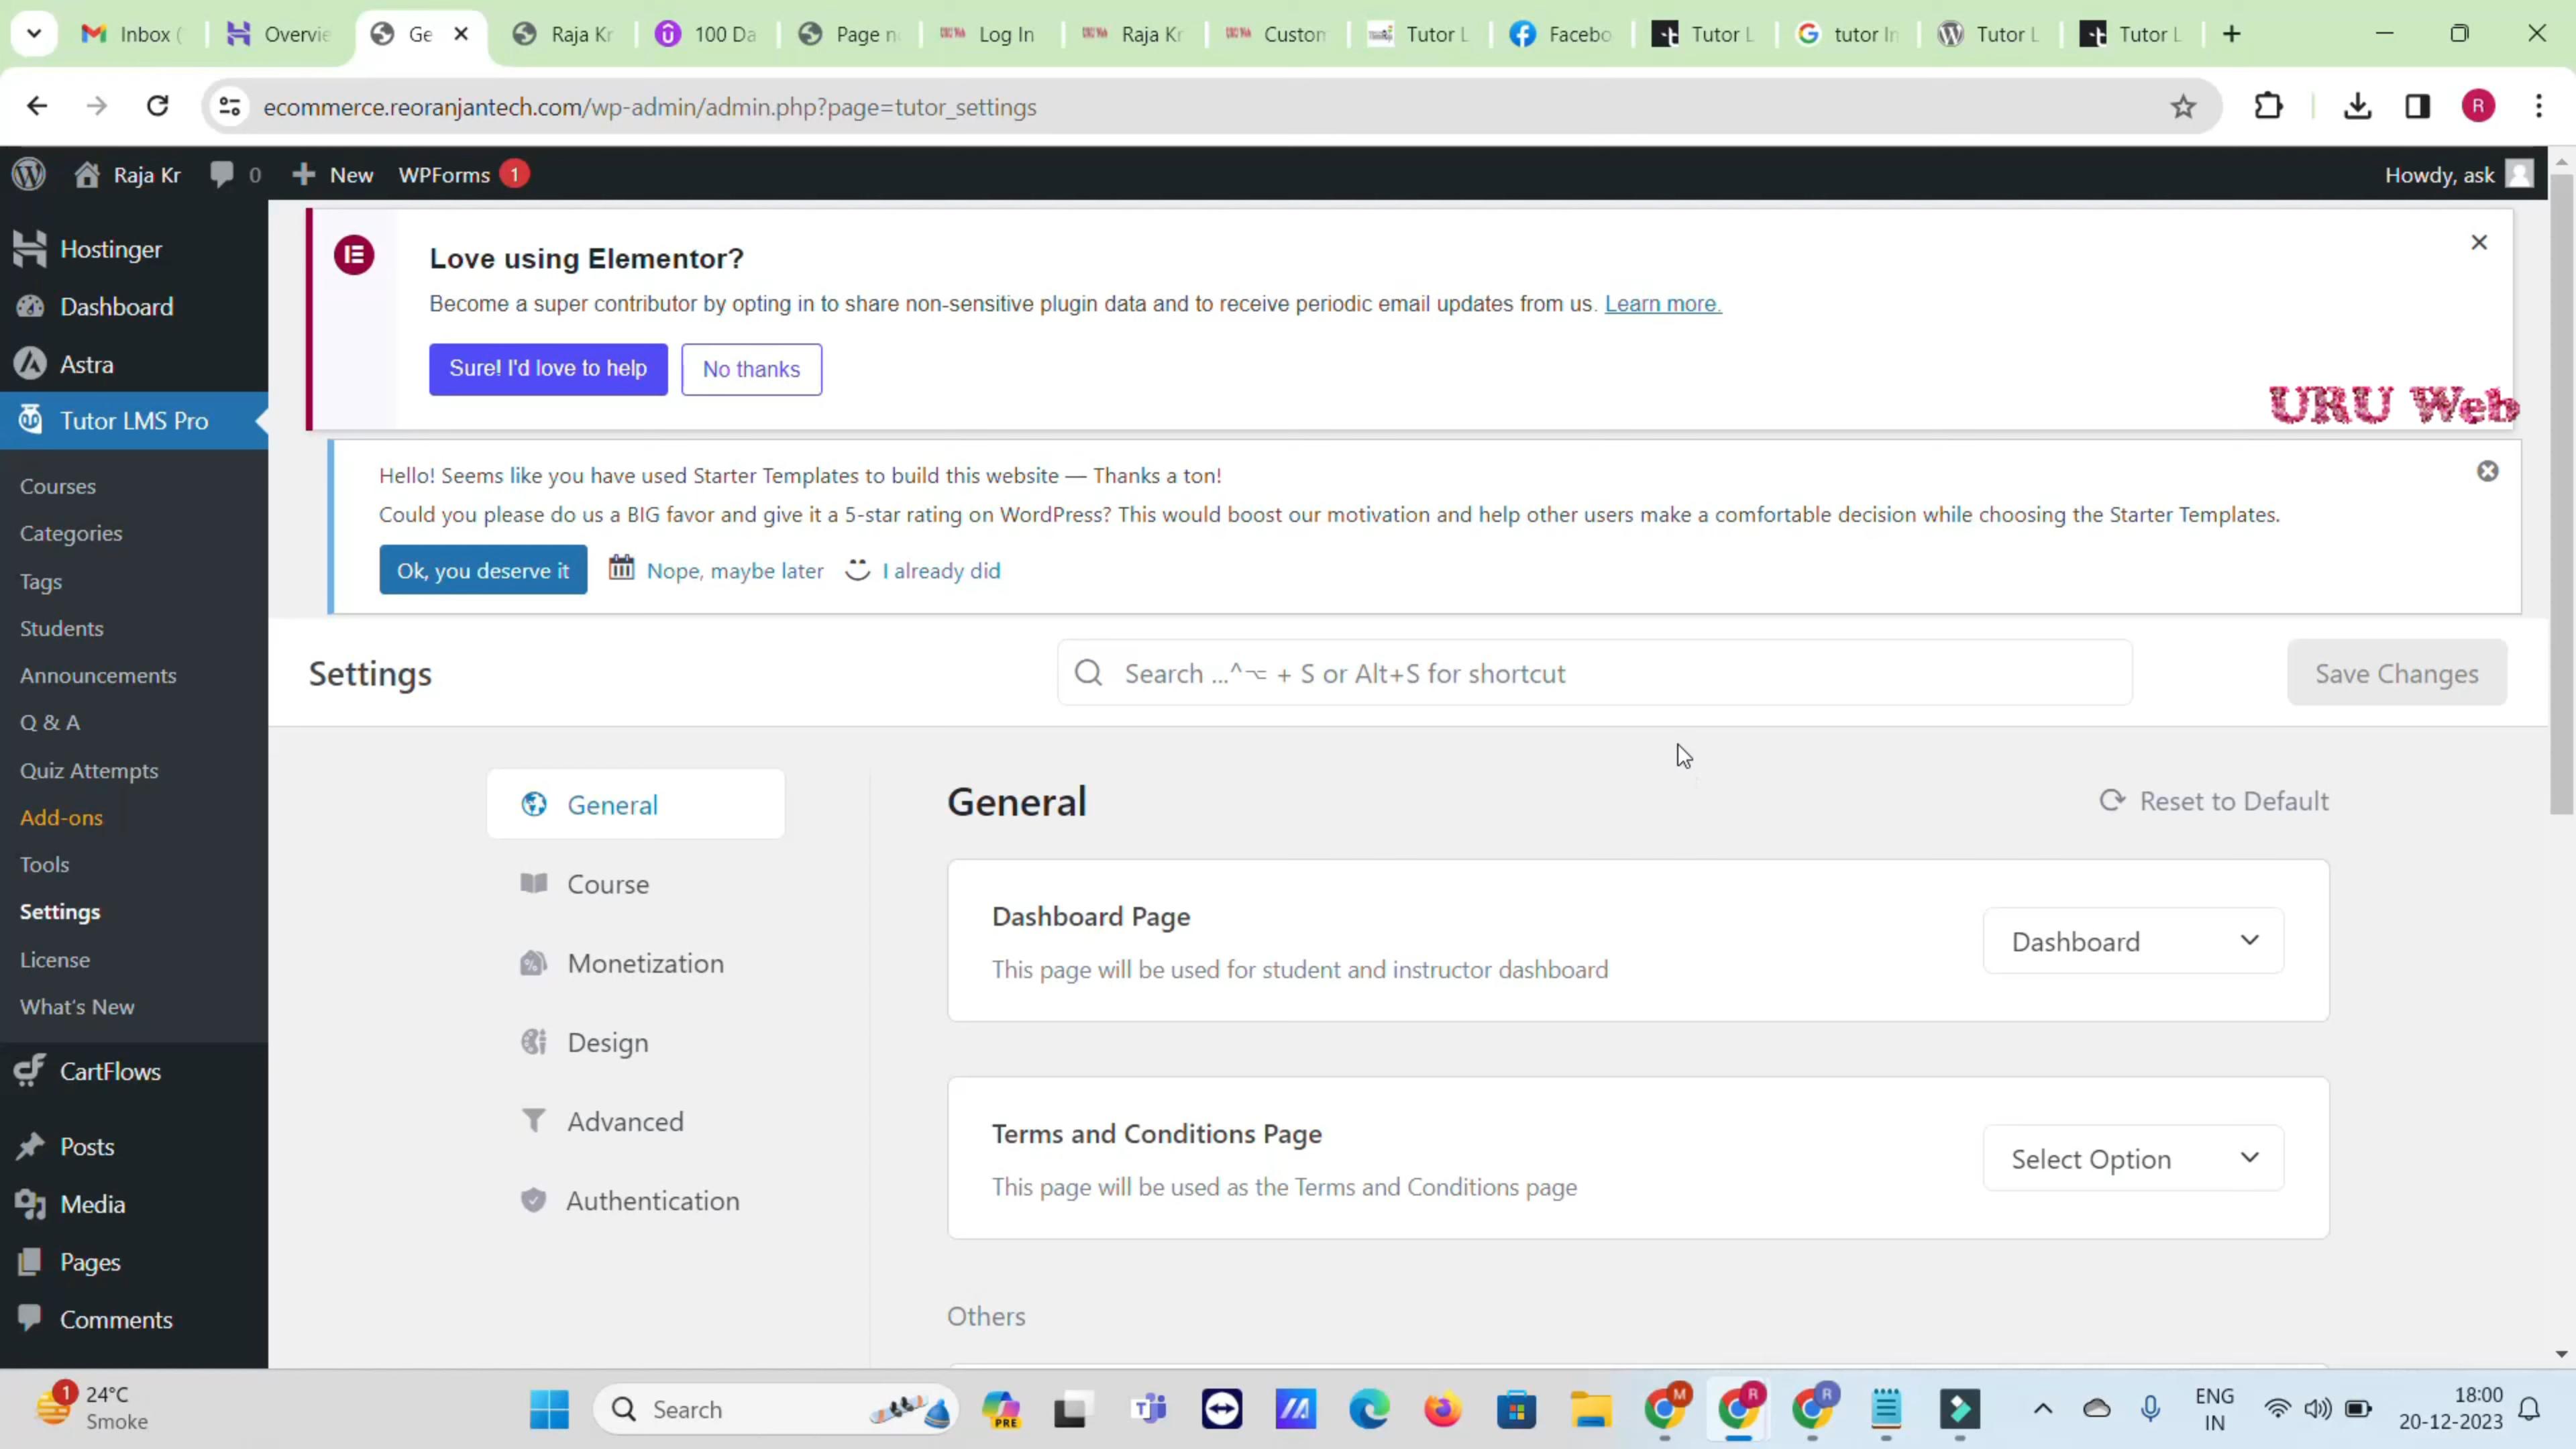 Inbox (
Overvie
Ge
Raja Kr
100 Da
Page n
Log In
Raja Kr
Custom
Tutor L
Facebo
Tutor L
tutor In
Tutor L
Tutor L
ecommerce.reoranjantech.com/wp-admin/admin.php?page=tutor_settings
R
Raja Kr
0
New
WPForms 1
Howdy, ask
Hostinger
Dashboard
Astra
Tutor LMS Pro
Courses
Categories
Tags
Students
Announcements
Q & A
Quiz Attempts
Add-ons
Tools
Settings
License
What's New
CartFlows
Posts
Media
Pages
Comments
Love using Elementor?
Become a super contributor by opting in to share non-sensitive plugin data and to receive periodic email updates from us. Learn more.
Sure! I'd love to help
No thanks
URU Web
Hello! Seems like you have used Starter Templates to build this website — Thanks a ton!
Could you please do us a BIG favor and give it a 5-star rating on WordPress? This would boost our motivation and help other users make a comfortable decision while choosing the Starter Templates.
Ok, you deserve it
Nope, maybe later
I already did
Settings
Search ...^⌥ + S or Alt+S for shortcut
Save Changes
General
Course
Monetization
Design
Advanced
Authentication
General
Reset to Default
Dashboard Page
This page will be used for student and instructor dashboard
Dashboard
Terms and Conditions Page
This page will be used as the Terms and Conditions page
Select Option
Others
1
24°C
Smoke
Search
PRE
M
R
R
ENG
IN
18:00
20-12-2023